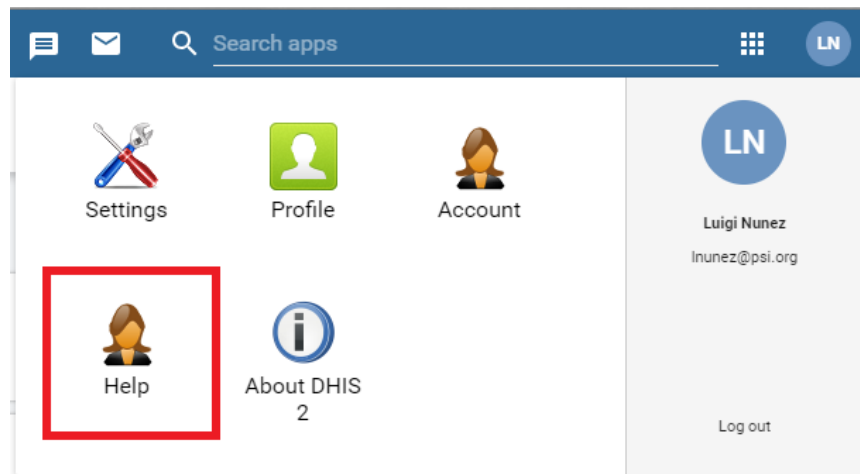 Search apps
LN
LN
Settings
Profile
Account
Luigi Nunez
lnunez@psi.org
Help
About DHIS
2
Log out